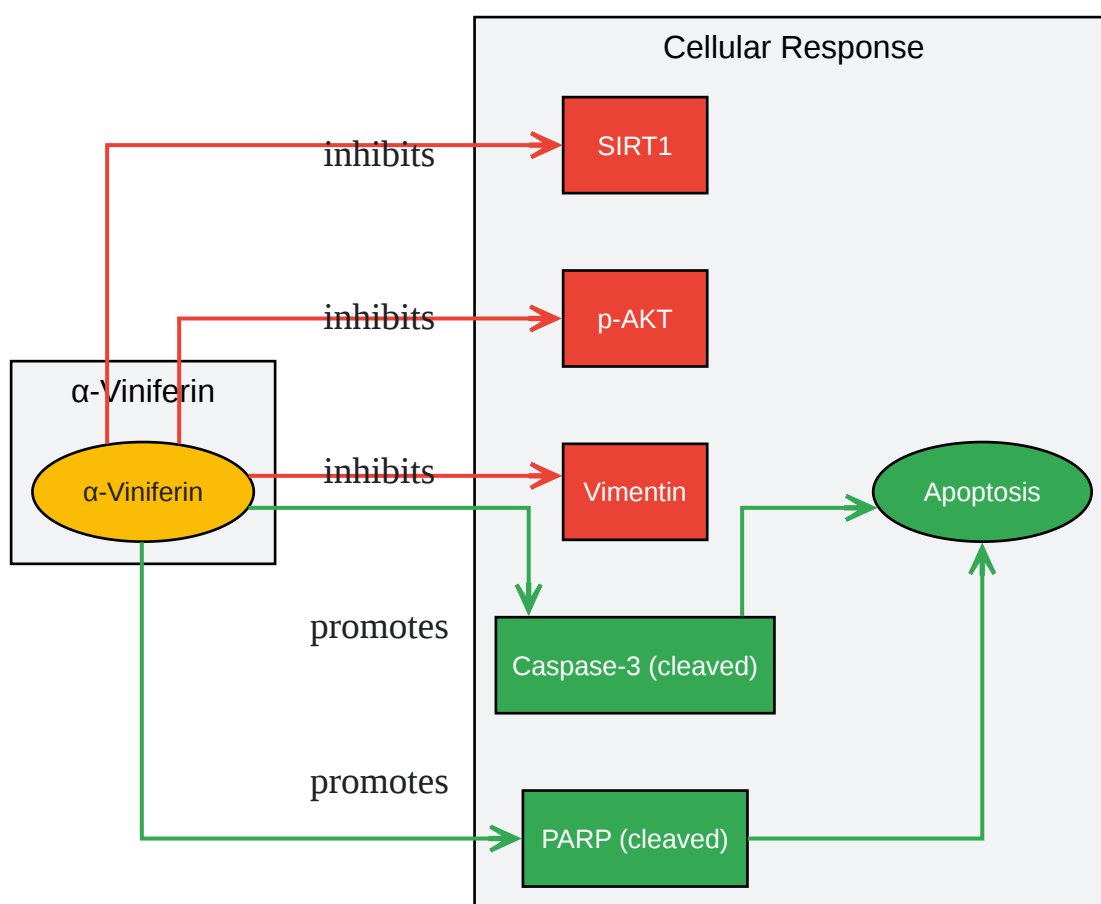 Cellular Response
inhibits
SIRT1
inhibits
p-AKT
α-Viniferin
α-Viniferin
inhibits
Vimentin
Apoptosis
promotes
Caspase-3 (cleaved)
promotes
PARP (cleaved)